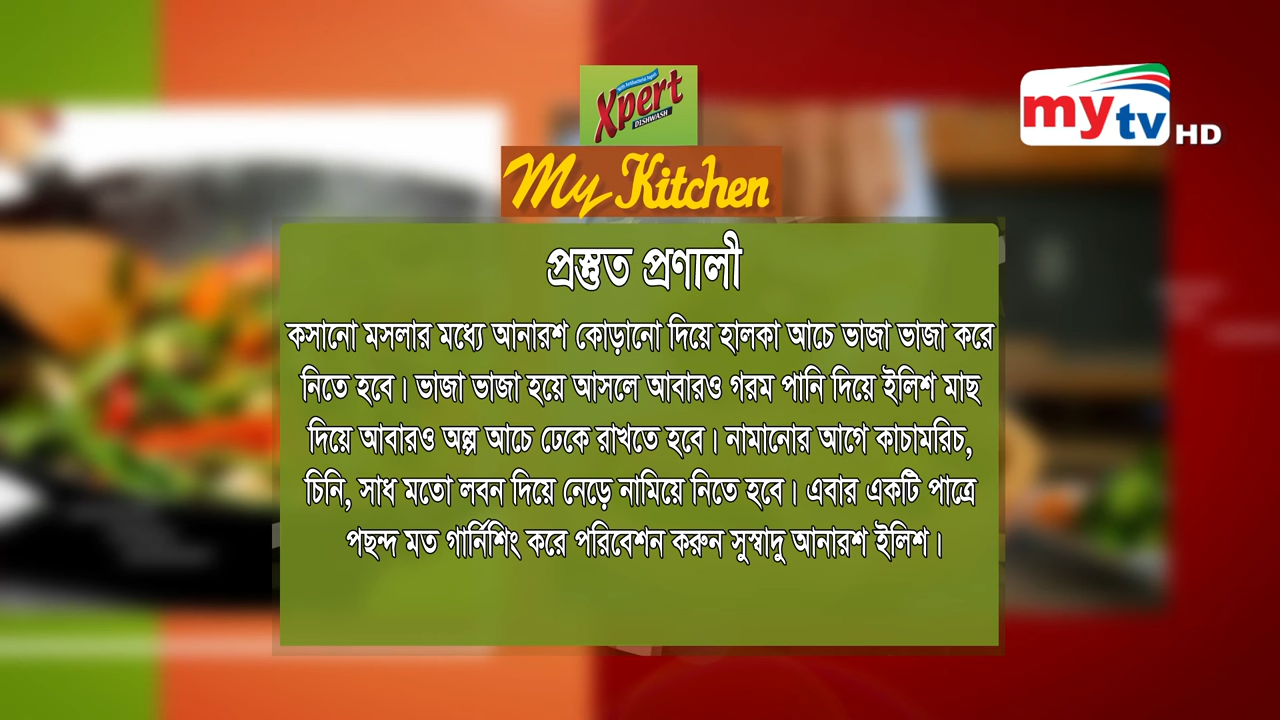 Xpert
DISHWASH
my tv HD
My Kitchen
প্রস্তুত প্রণালী
কসানো মসলার মধ্যে আনারশ কোড়ানো দিয়ে হালকা আচে ভাজা ভাজা করে
নিতে হবে। ভাজা ভাজা হয়ে আসলে আবারও গরম পানি দিয়ে ইলিশ মাছ
দিয়ে আবারও অল্প আচে ঢেকে রাখতে হবে। নামানোর আগে কাচামরিচ,
চিনি, সাধ মতো লবন দিয়ে নেড়ে নামিয়ে নিতে হবে। এবার একটি পাত্রে
পছন্দ মত গার্নিশিং করে পরিবেশন করুন সুস্বাদু আনারশ ইলিশ।